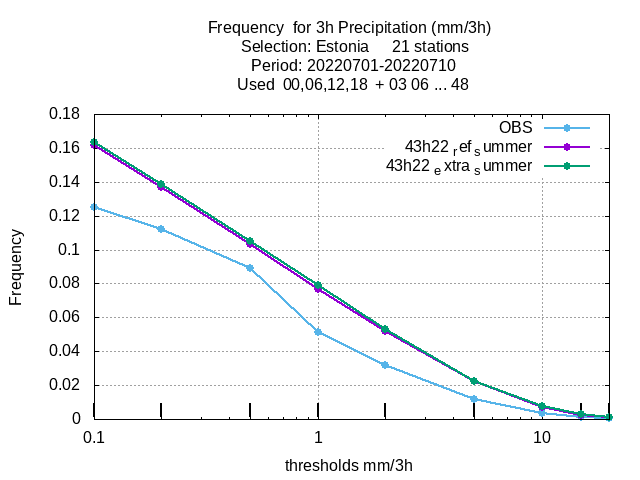 Frequency  for 3h Precipitation (mm/3h)
Selection: Estonia     21 stations
Period: 20220701-20220710
Used  00,06,12,18  + 03 06 ... 48
OBS
43h22 ref summer
43h22 extra summer
0.18
0.16
0.14
0.12
0.1
0.08
0.06
0.04
0.02
0
Frequency
0.1 1 10
thresholds mm/3h